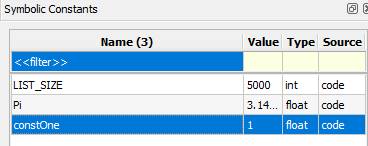 Symbolic Constants
Name (3) Value Type Source
<<filter>>
LIST_SIZE 5000 int code
Pi 3.14... float code
constOne 1 float code